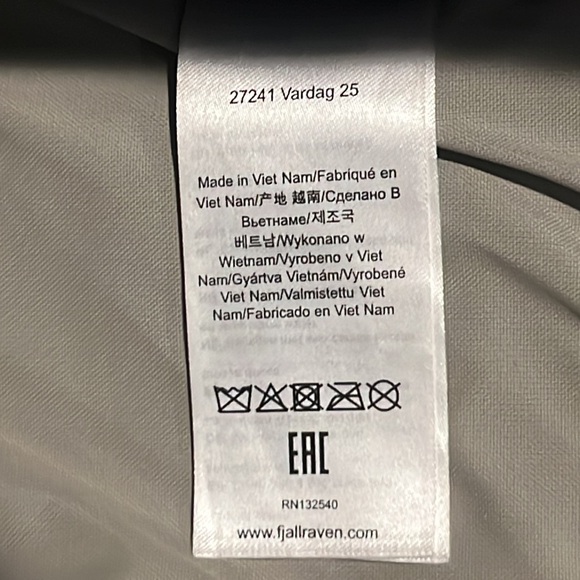 27241 Vardag 25
Made in Viet Nam/Fabriqué en
Viet Nam/产地 越南/Сделано В
Вьетнаме/제조국
베트남/Wykonano w
Wietnam/Vyrobeno v Viet
Nam/Gyártva Vietnám/Vyrobené
Viet Nam/Valmistettu Viet
Nam/Fabricado en Viet Nam
EAC
RN132540
www.fjallraven.com